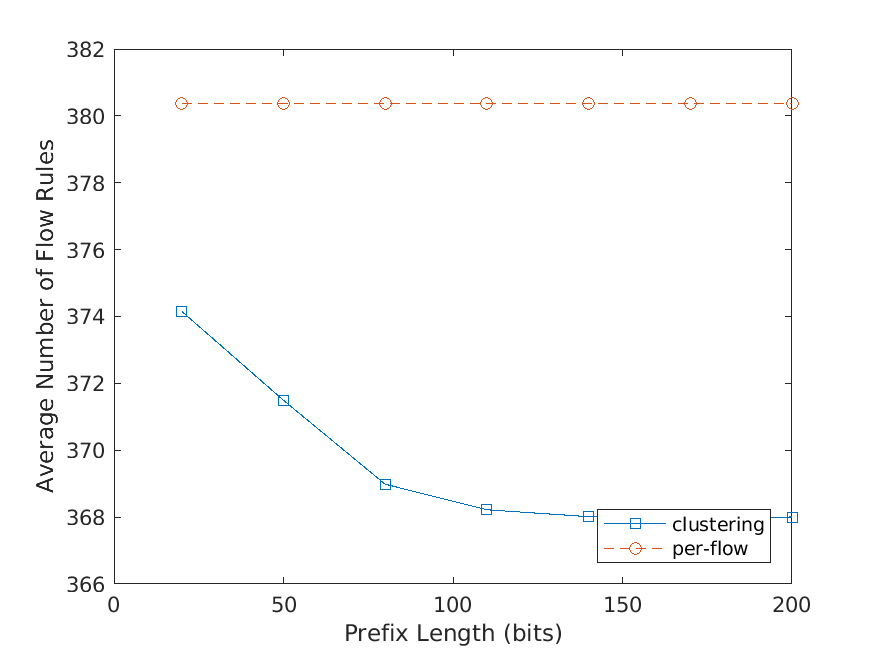 382
380
378
376
374
372
370
368
366
Average Number of Flow Rules
0 50 100 150 200
Prefix Length (bits)
clustering
per-flow